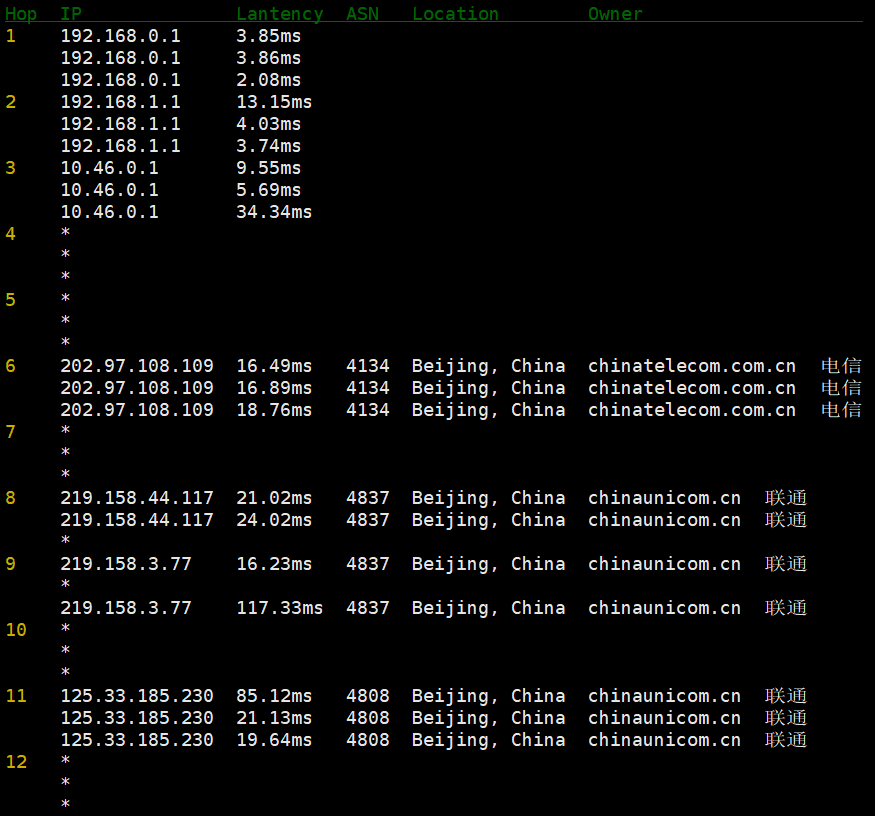 Hop IP Lantency ASN Location Owner
1 192.168.0.1 3.85ms
192.168.0.1 3.86ms
192.168.0.1 2.08ms
2 192.168.1.1 13.15ms
192.168.1.1 4.03ms
192.168.1.1 3.74ms
3 10.46.0.1 9.55ms
10.46.0.1 5.69ms
10.46.0.1 34.34ms
4 *
*
*
5 *
*
*
6 202.97.108.109 16.49ms 4134 Beijing, China chinatelecom.com.cn 电信
202.97.108.109 16.89ms 4134 Beijing, China chinatelecom.com.cn 电信
202.97.108.109 18.76ms 4134 Beijing, China chinatelecom.com.cn 电信
7 *
*
*
8 219.158.44.117 21.02ms 4837 Beijing, China chinaunicom.cn 联通
219.158.44.117 24.02ms 4837 Beijing, China chinaunicom.cn 联通
*
9 219.158.3.77 16.23ms 4837 Beijing, China chinaunicom.cn 联通
*
219.158.3.77 117.33ms 4837 Beijing, China chinaunicom.cn 联通
10 *
*
*
11 125.33.185.230 85.12ms 4808 Beijing, China chinaunicom.cn 联通
125.33.185.230 21.13ms 4808 Beijing, China chinaunicom.cn 联通
125.33.185.230 19.64ms 4808 Beijing, China chinaunicom.cn 联通
12 *
*
*